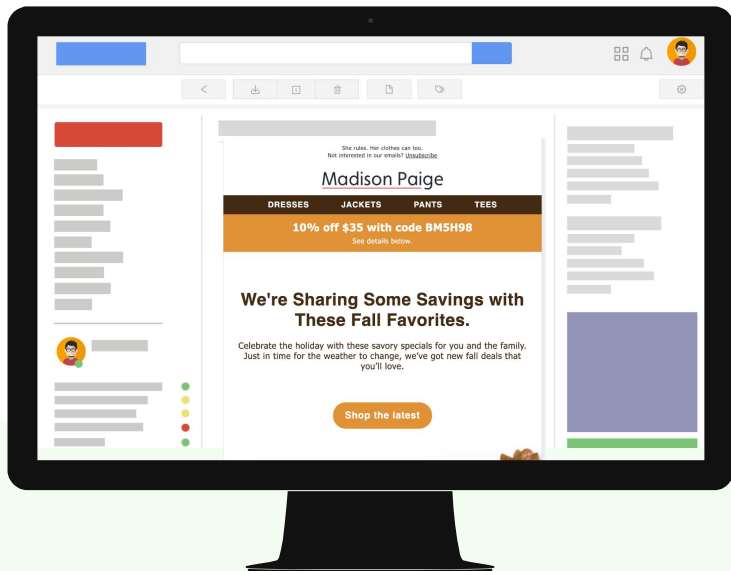 She rules. Her clothes can too.
Not interested in our emails? Unsubscribe
Madison Paige
DRESSES JACKETS PANTS TEES
10% off $35 with code BM5H98
See details below.
We're Sharing Some Savings with
These Fall Favorites.
Celebrate the holiday with these savory specials for you and the family.
Just in time for the weather to change, we've got new fall deals that
you'll love.
Shop the latest